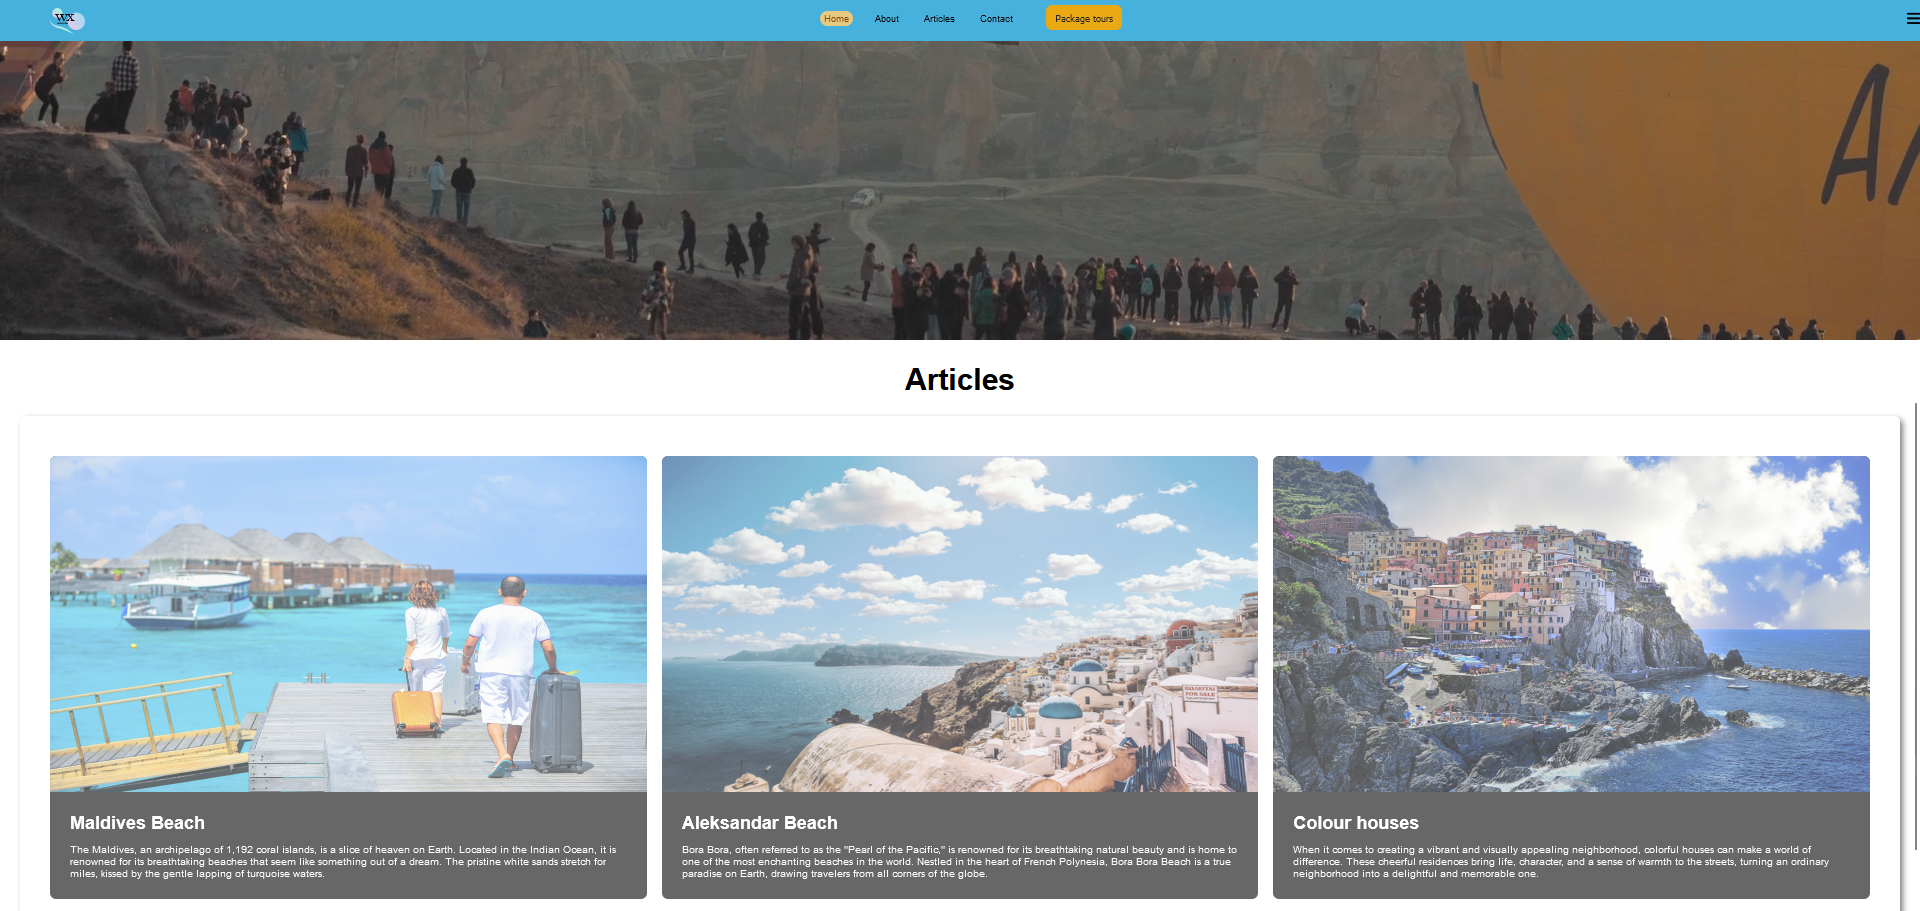 WX
Home
About
Articles
Contact
Package tours
A
Articles
FOR SALE
Maldives Beach
The Maldives, an archipelago of 1,192 coral islands, is a slice of heaven on Earth. Located in the Indian Ocean, it is
renowned for its breathtaking beaches that seem like something out of a dream. The pristine white sands stretch for
miles, kissed by the gentle lapping of turquoise waters.
Aleksandar Beach
Bora Bora, often referred to as the "Pearl of the Pacific," is renowned for its breathtaking natural beauty and is home to
one of the most enchanting beaches in the world. Nestled in the heart of French Polynesia, Bora Bora Beach is a true
paradise on Earth, drawing travelers from all corners of the globe.
Colour houses
When it comes to creating a vibrant and visually appealing neighborhood, colorful houses can make a world of
difference. These cheerful residences bring life, character, and a sense of warmth to the streets, turning an ordinary
neighborhood into a delightful and memorable one.